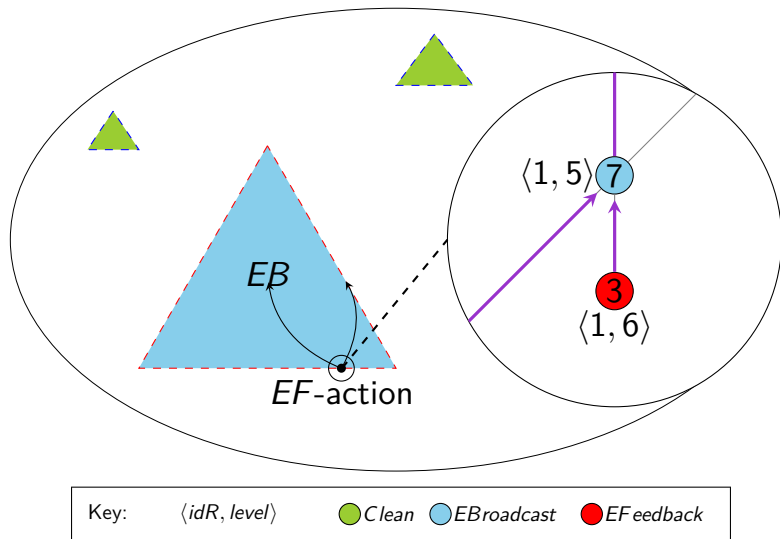 7
⟨1, 5⟩
EB
3
⟨1, 6⟩
EF-action
Key: ⟨idR, level⟩ Clean EBroadcast EFeedback